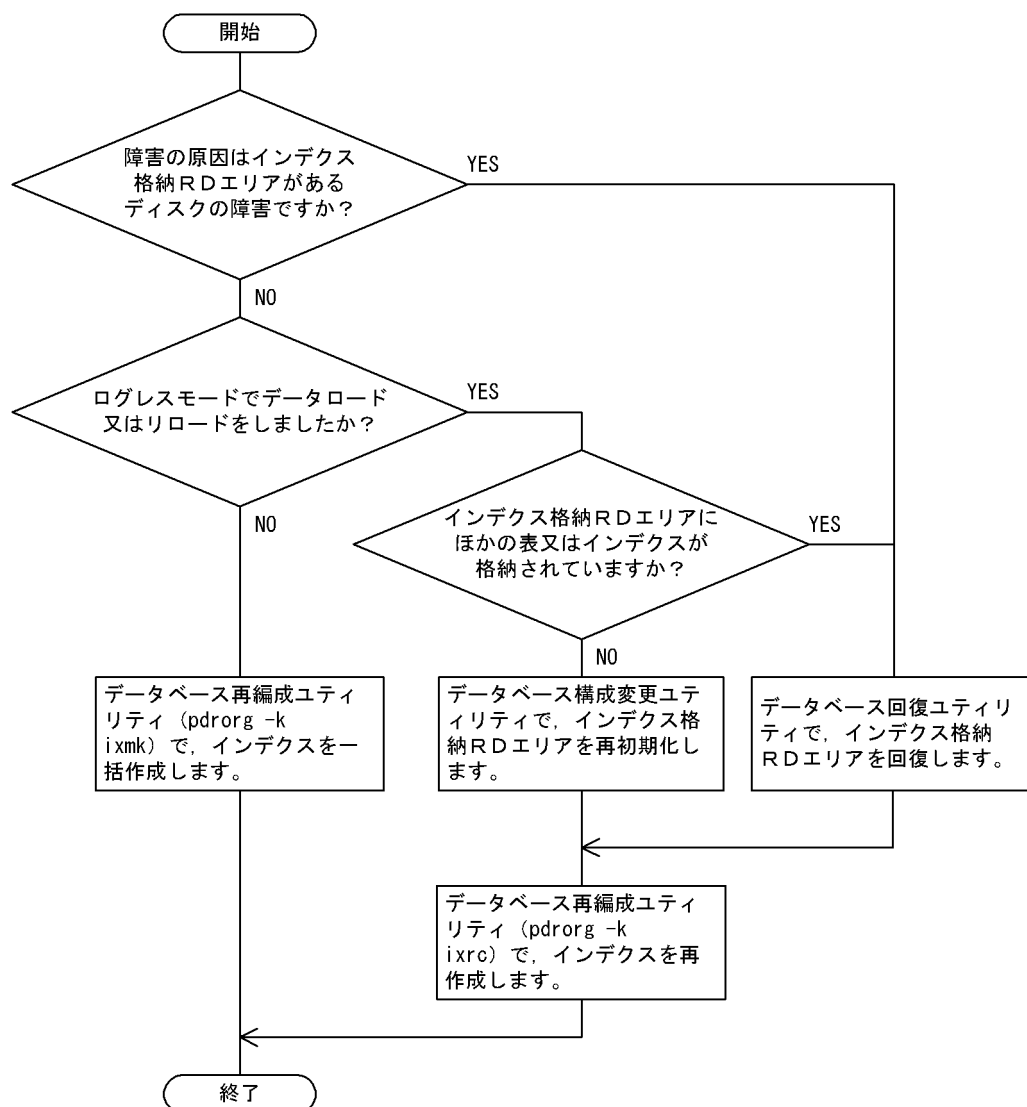 開始
障害の原因はインデクス
格納ＲＤエリアがある
ディスクの障害ですか？
YES
NO
ログレスモードでデータロード
又はリロードをしましたか？
YES
NO
インデクス格納ＲＤエリアに
ほかの表又はインデクスが
格納されていますか？
YES
NO
データベース再編成ユティ
リティ（pdrorg -k
ixmk）で，インデクスを一
括作成します。
データベース構成変更ユテ
ィリティで，インデクス格
納ＲＤエリアを再初期化し
ます。
データベース回復ユティリ
ティで，インデクス格納
ＲＤエリアを回復します。
データベース再編成ユティ
リティ（pdrorg -k
ixrc）で，インデクスを再
作成します。
終了